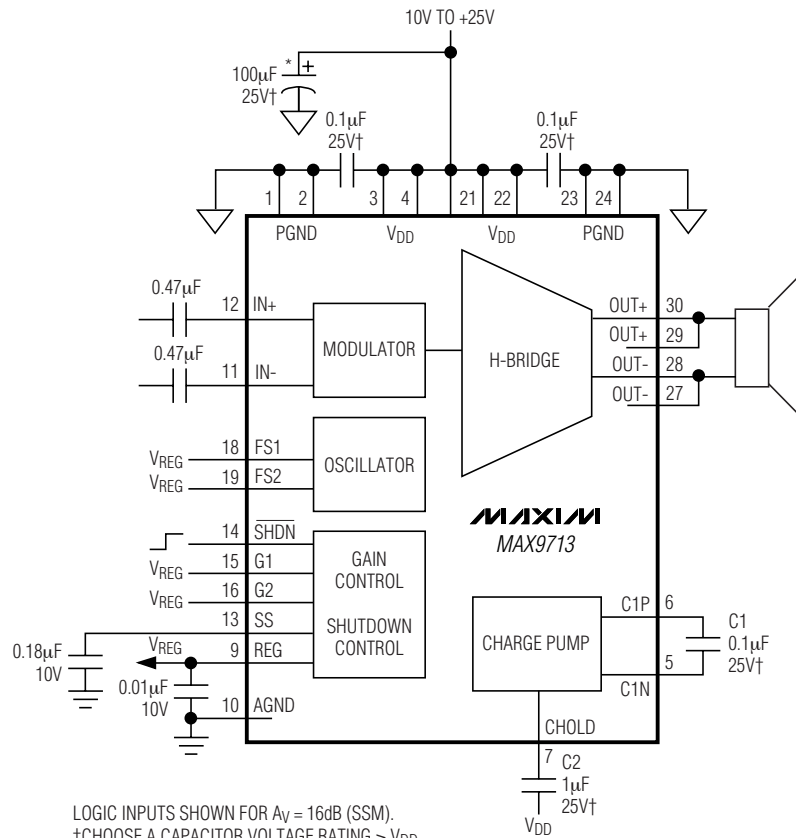 10V TO +25V
100μF
25V†
*
+
0.1μF
25V†
0.1μF
25V†
1 2 3 4 21 22 23 24
PGND VDD VDD PGND
0.47μF
12 IN+
0.47μF
11 IN-
MODULATOR
H-BRIDGE
OUT+ 30
OUT+ 29
OUT- 28
OUT- 27
VREG 18 FS1
VREG 19 FS2
OSCILLATOR
14 SHDN
VREG 15 G1
VREG 16 G2
13 SS
VREG 9 REG
GAIN
CONTROL
SHUTDOWN
CONTROL
0.18μF
10V
0.01μF
10V
10 AGND
MAXIM
MAX9713
CHARGE PUMP
C1P 6
C1
0.1μF
25V†
5
C1N
CHOLD
7
C2
1μF
25V†
VDD
LOGIC INPUTS SHOWN FOR AV = 16dB (SSM).
†CHOOSE A CAPACITOR VOLTAGE RATING ≥ VDD.